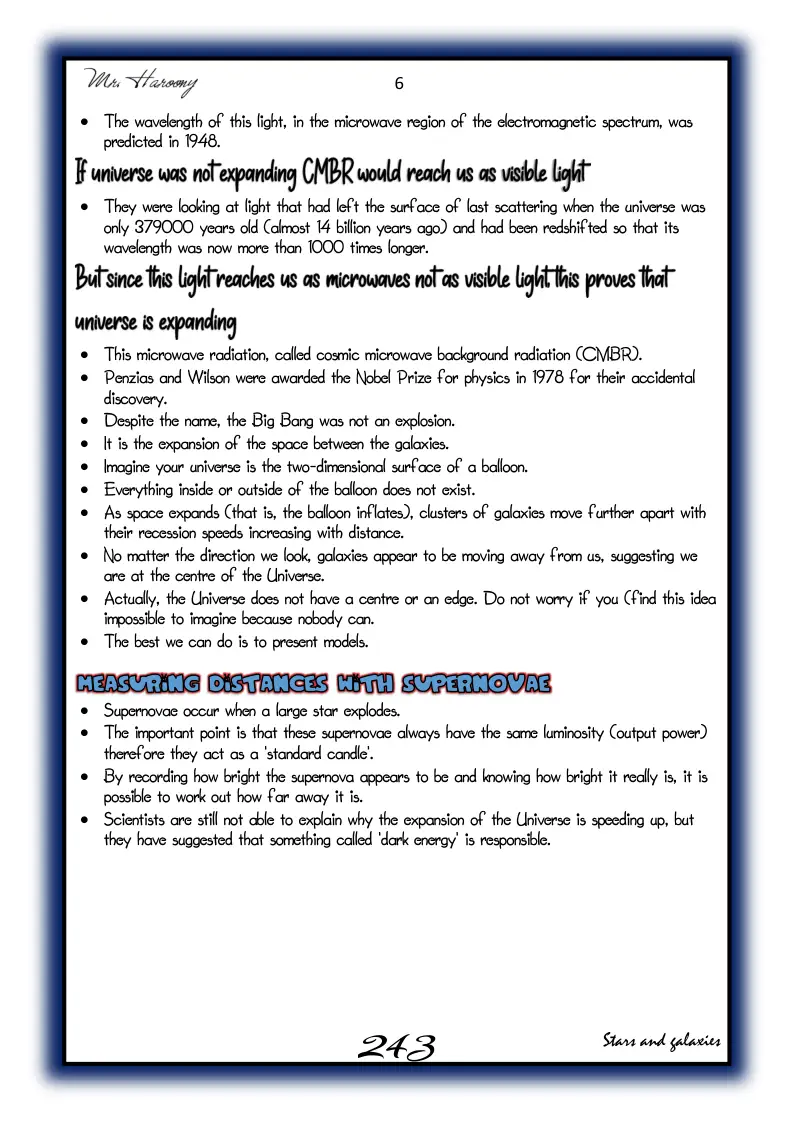 Mr. Haroony
6
• The wavelength of this light, in the microwave region of the electromagnetic spectrum, was
predicted in 1948.
If universe was not expanding CMBR would reach us as visible light
• They were looking at light that had left the surface of last scattering when the universe was
only 379000 years old (almost 14 billion years ago) and had been redshifted so that its
wavelength was now more than 1000 times longer.
But since this light reaches us as microwaves not as visible light.this proves that
universe is expanding
• This microwave radiation, called cosmic microwave background radiation (CMBR).
• Penzias and Wilson were awarded the Nobel Prize for physics in 1978 for their accidental
discovery.
• Despite the name, the Big Bang was not an explosion.
• It is the expansion of the space between the galaxies.
• Imagine your universe is the two-dimensional surface of a balloon.
• Everything inside or outside of the balloon does not exist.
• As space expands (that is, the balloon inflates), clusters of galaxies move further apart with
their recession speeds increasing with distance.
• No matter the direction we look, galaxies appear to be moving away from us, suggesting we
are at the centre of the Universe.
• Actually, the Universe does not have a centre or an edge. Do not worry if you (find this idea
impossible to imagine because nobody can.
• The best we can do is to present models.
MEASURING DISTANCES WITH SUPERNOVAE
• Supernovae occur when a large star explodes.
• The important point is that these supernovae always have the same luminosity (output power)
therefore they act as a 'standard candle'.
• By recording how bright the supernova appears to be and knowing how bright it really is, it is
possible to work out how far away it is.
• Scientists are still not able to explain why the expansion of the Universe is speeding up, but
they have suggested that something called 'dark energy' is responsible.
243
Stars and galaxies